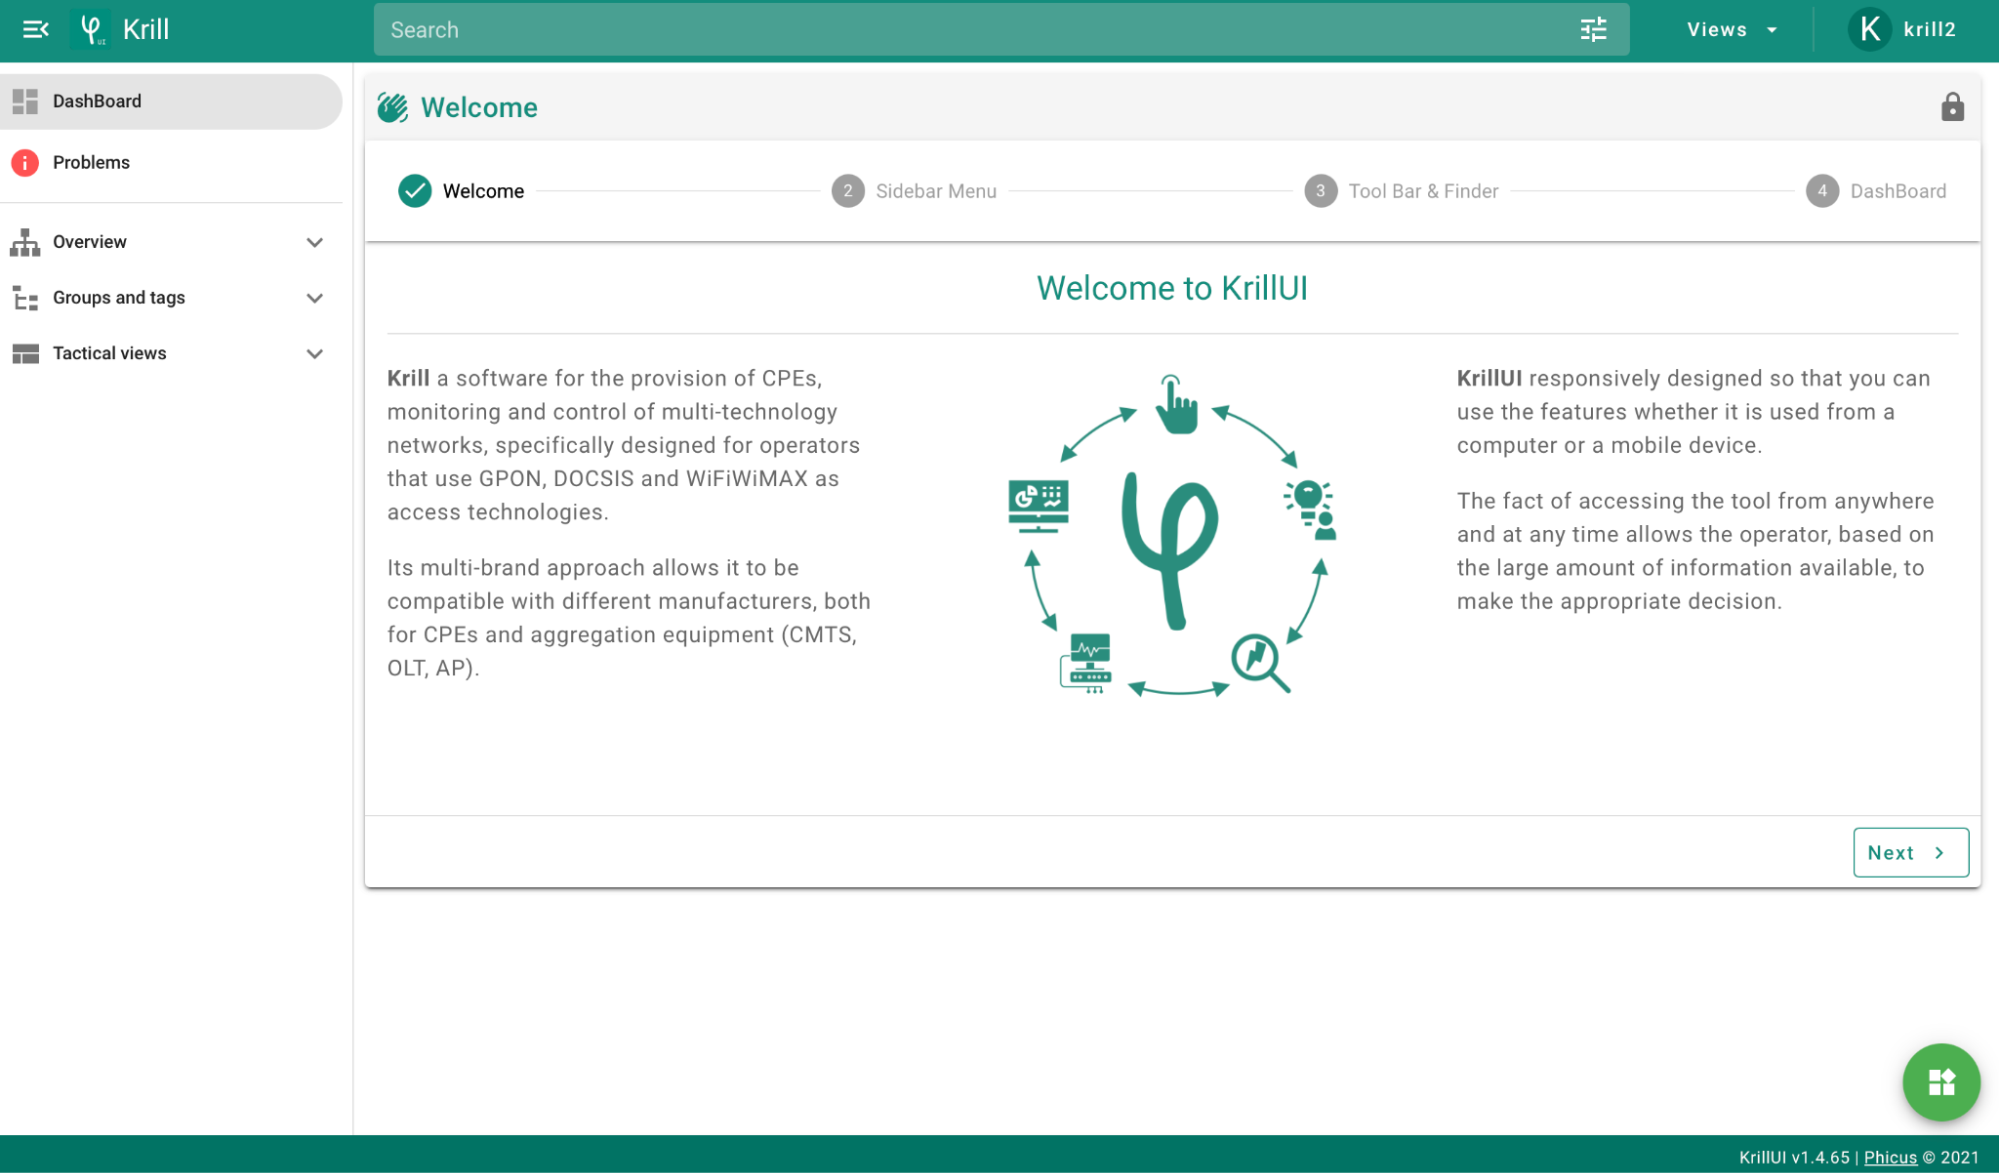 Krill
Search
Views
K krill2
DashBoard
Problems
Overview
Groups and tags
Tactical views
Welcome
Welcome
2 Sidebar Menu
3 Tool Bar & Finder
4 DashBoard
Welcome to KrillUI
Krill a software for the provision of CPEs,
monitoring and control of multi-technology
networks, specifically designed for operators
that use GPON, DOCSIS and WiFiWiMAX as
access technologies.
Its multi-brand approach allows it to be
compatible with different manufacturers, both
for CPEs and aggregation equipment (CMTS,
OLT, AP).
KrillUI responsively designed so that you can
use the features whether it is used from a
computer or a mobile device.
The fact of accessing the tool from anywhere
and at any time allows the operator, based on
the large amount of information available, to
make the appropriate decision.
Next
KrillUI v1.4.65 | Phicus © 2021